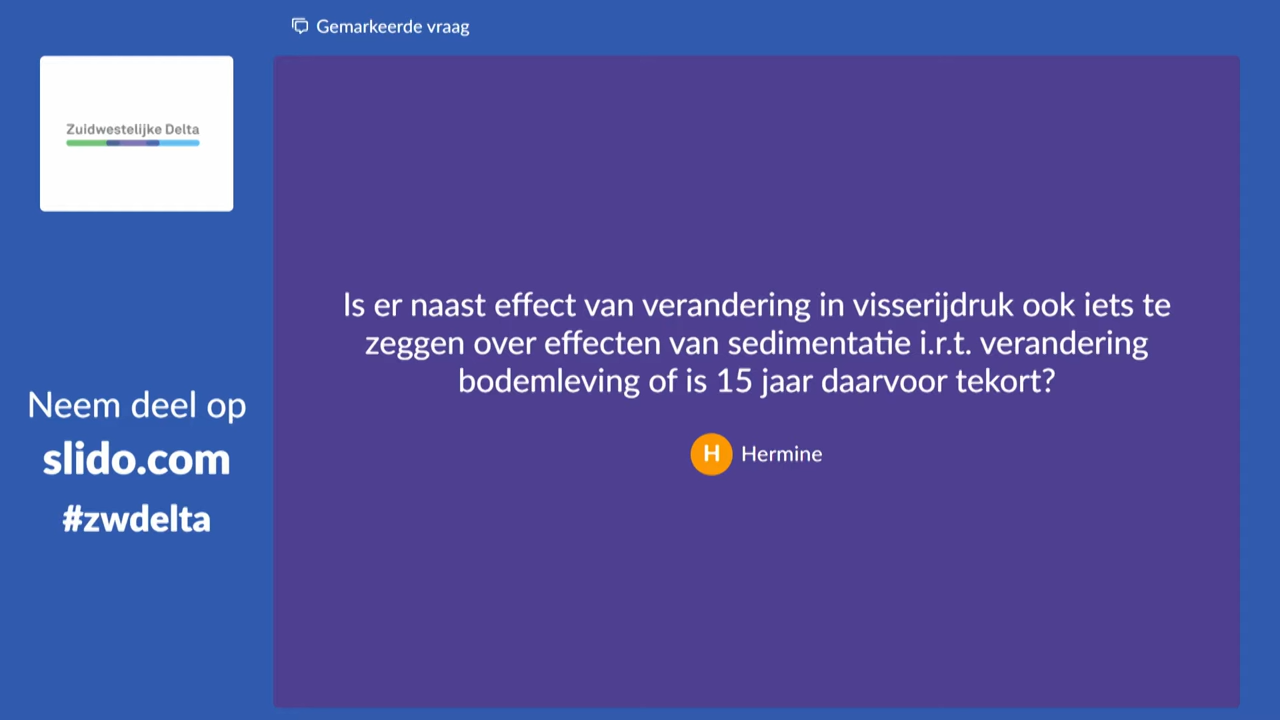 Gemarkeerde vraag
Zuidwestelijke Delta
Is er naast effect van verandering in visserijdruk ook iets te
zeggen over effecten van sedimentatie i.r.t. verandering
bodemleving of is 15 jaar daarvoor tekort?
H Hermine
Neem deel op
slido.com
#zwdelta